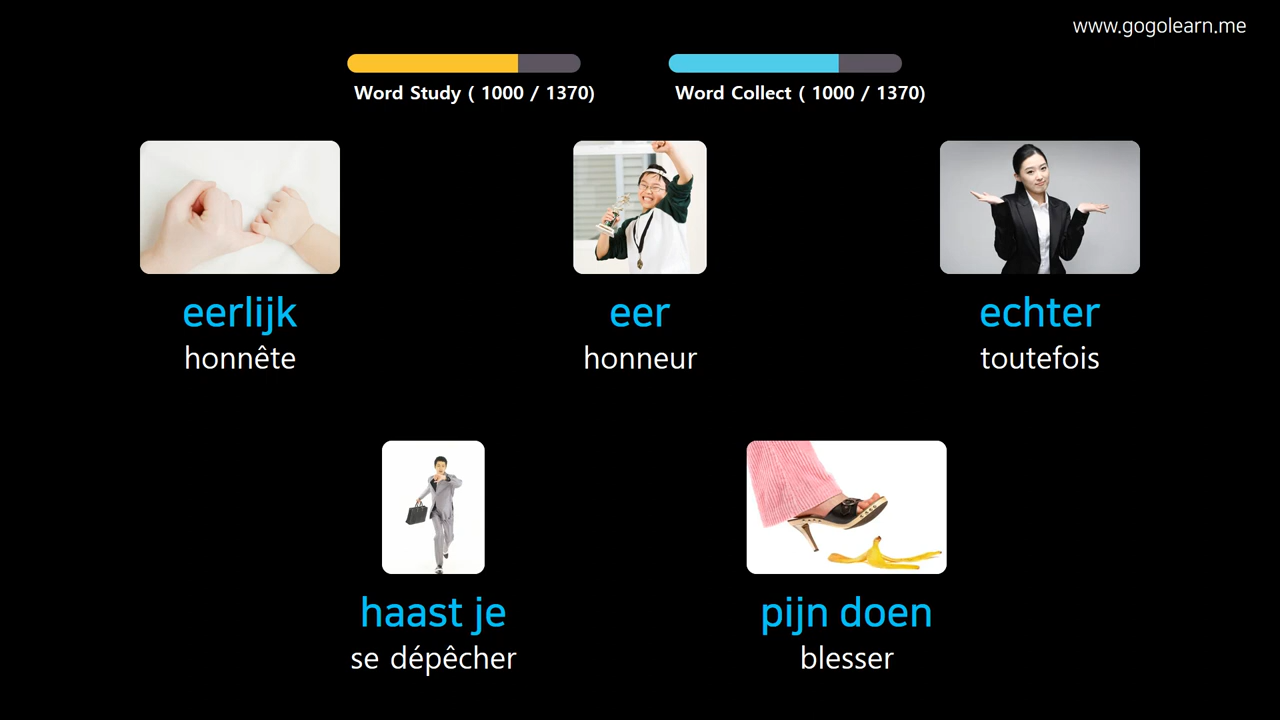 www.gogolearn.me
Word Study ( 1000 / 1370)
Word Collect ( 1000 / 1370)
eerlijk
honnête
eer
honneur
echter
toutefois
haast je
se dépêcher
pijn doen
blesser